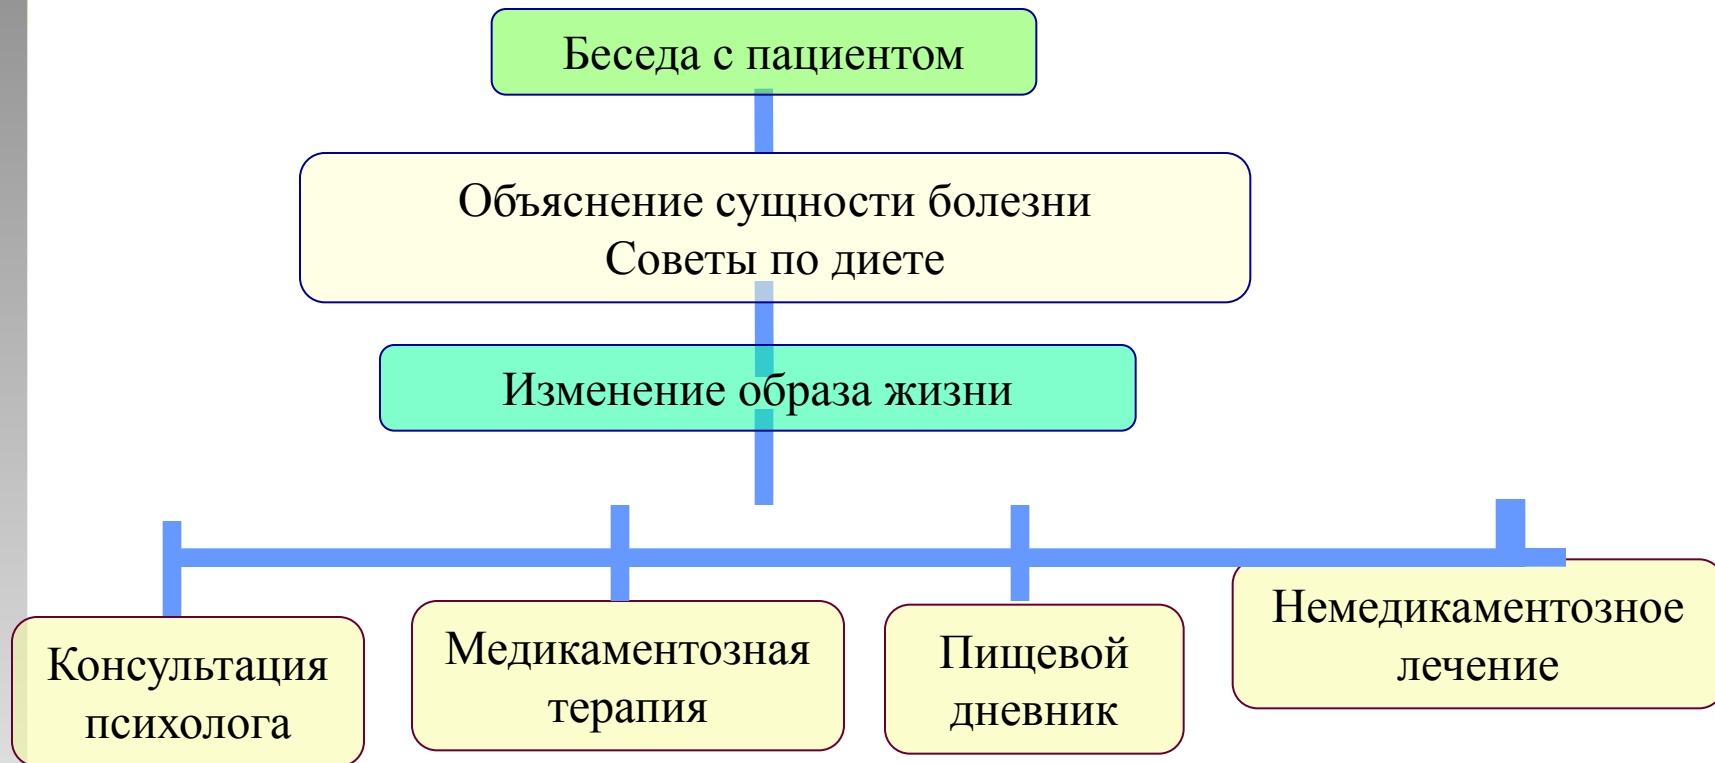 Беседа с пациентом
Объяснение сущности болезни
Советы по диете
Изменение образа жизни
Консультация
психолога
Медикаментозная
терапия
Пищевой
дневник
Немедикаментозное
лечение